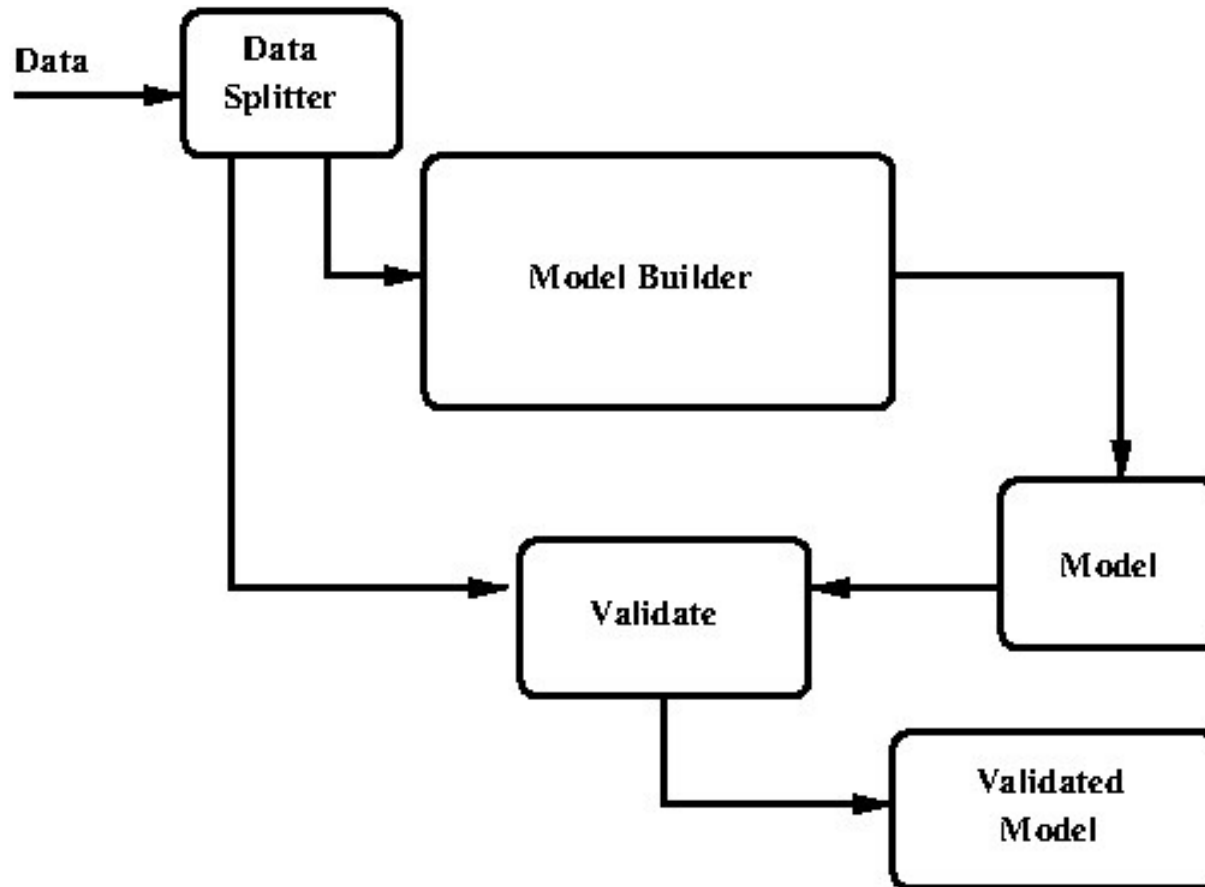 Data
Data
Splitter
Model Builder
Model
Validate
Validated
Model